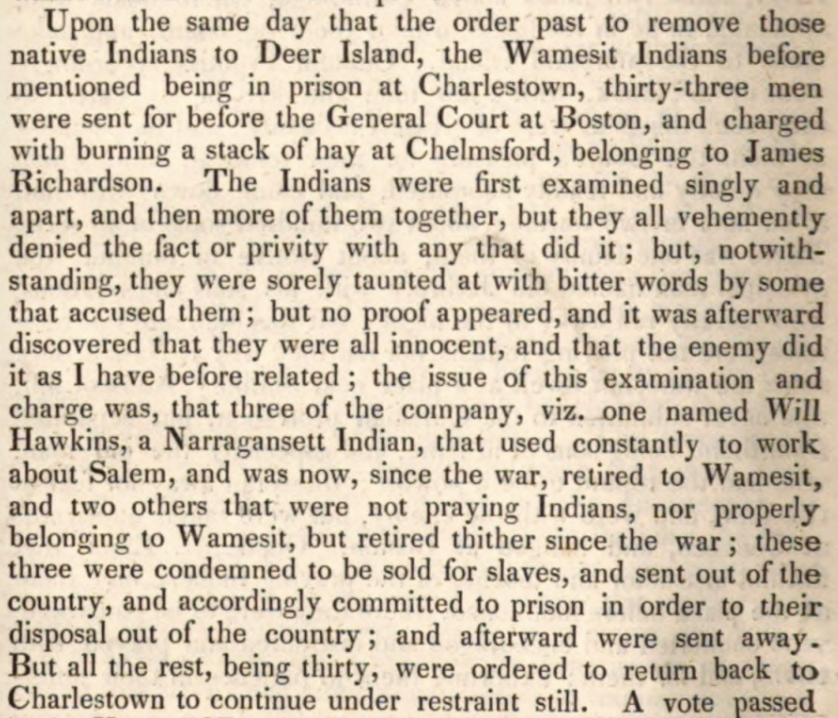 Upon the same day that the order past to remove those
native Indians to Deer Island, the Wamesit Indians before
mentioned being in prison at Charlestown, thirty-three men
were sent for before the General Court at Boston, and charged
with burning a stack of hay at Chelmsford, belonging to James
Richardson. The Indians were first examined singly and
apart, and then more of them together, but they all vehemently
denied the fact or privity with any that did it; but, notwith-
standing, they were sorely taunted at with bitter words by some
that accused them; but no proof appeared, and it was afterward
discovered that they were all innocent, and that the enemy did
it as I have before related; the issue of this examination and
charge was, that three of the company, viz. one named Will
Hawkins, a Narragansett Indian, that used constantly to work
about Salem, and was now, since the war, retired to Wamesit,
and two others that were not praying Indians, nor properly
belonging to Wamesit, but retired thither since the war; these
three were condemned to be sold for slaves, and sent out of the
country, and accordingly committed to prison in order to their
disposal out of the country; and afterward were sent away.
But all the rest, being thirty, were ordered to return back to
Charlestown to continue under restraint still. A vote passed